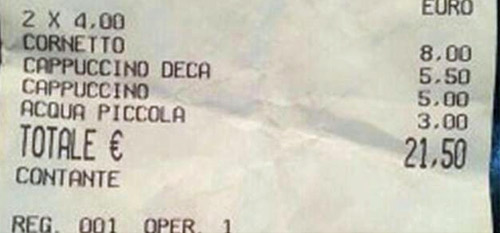 EURO
2 X 4.00
CORNETTO 8.00
CAPPUCCINO DECA 5.50
CAPPUCCINO 5.00
ACQUA PICCOLA 3.00
TOTALE € 21,50
CONTANTE
REG. 001 OPER. 1